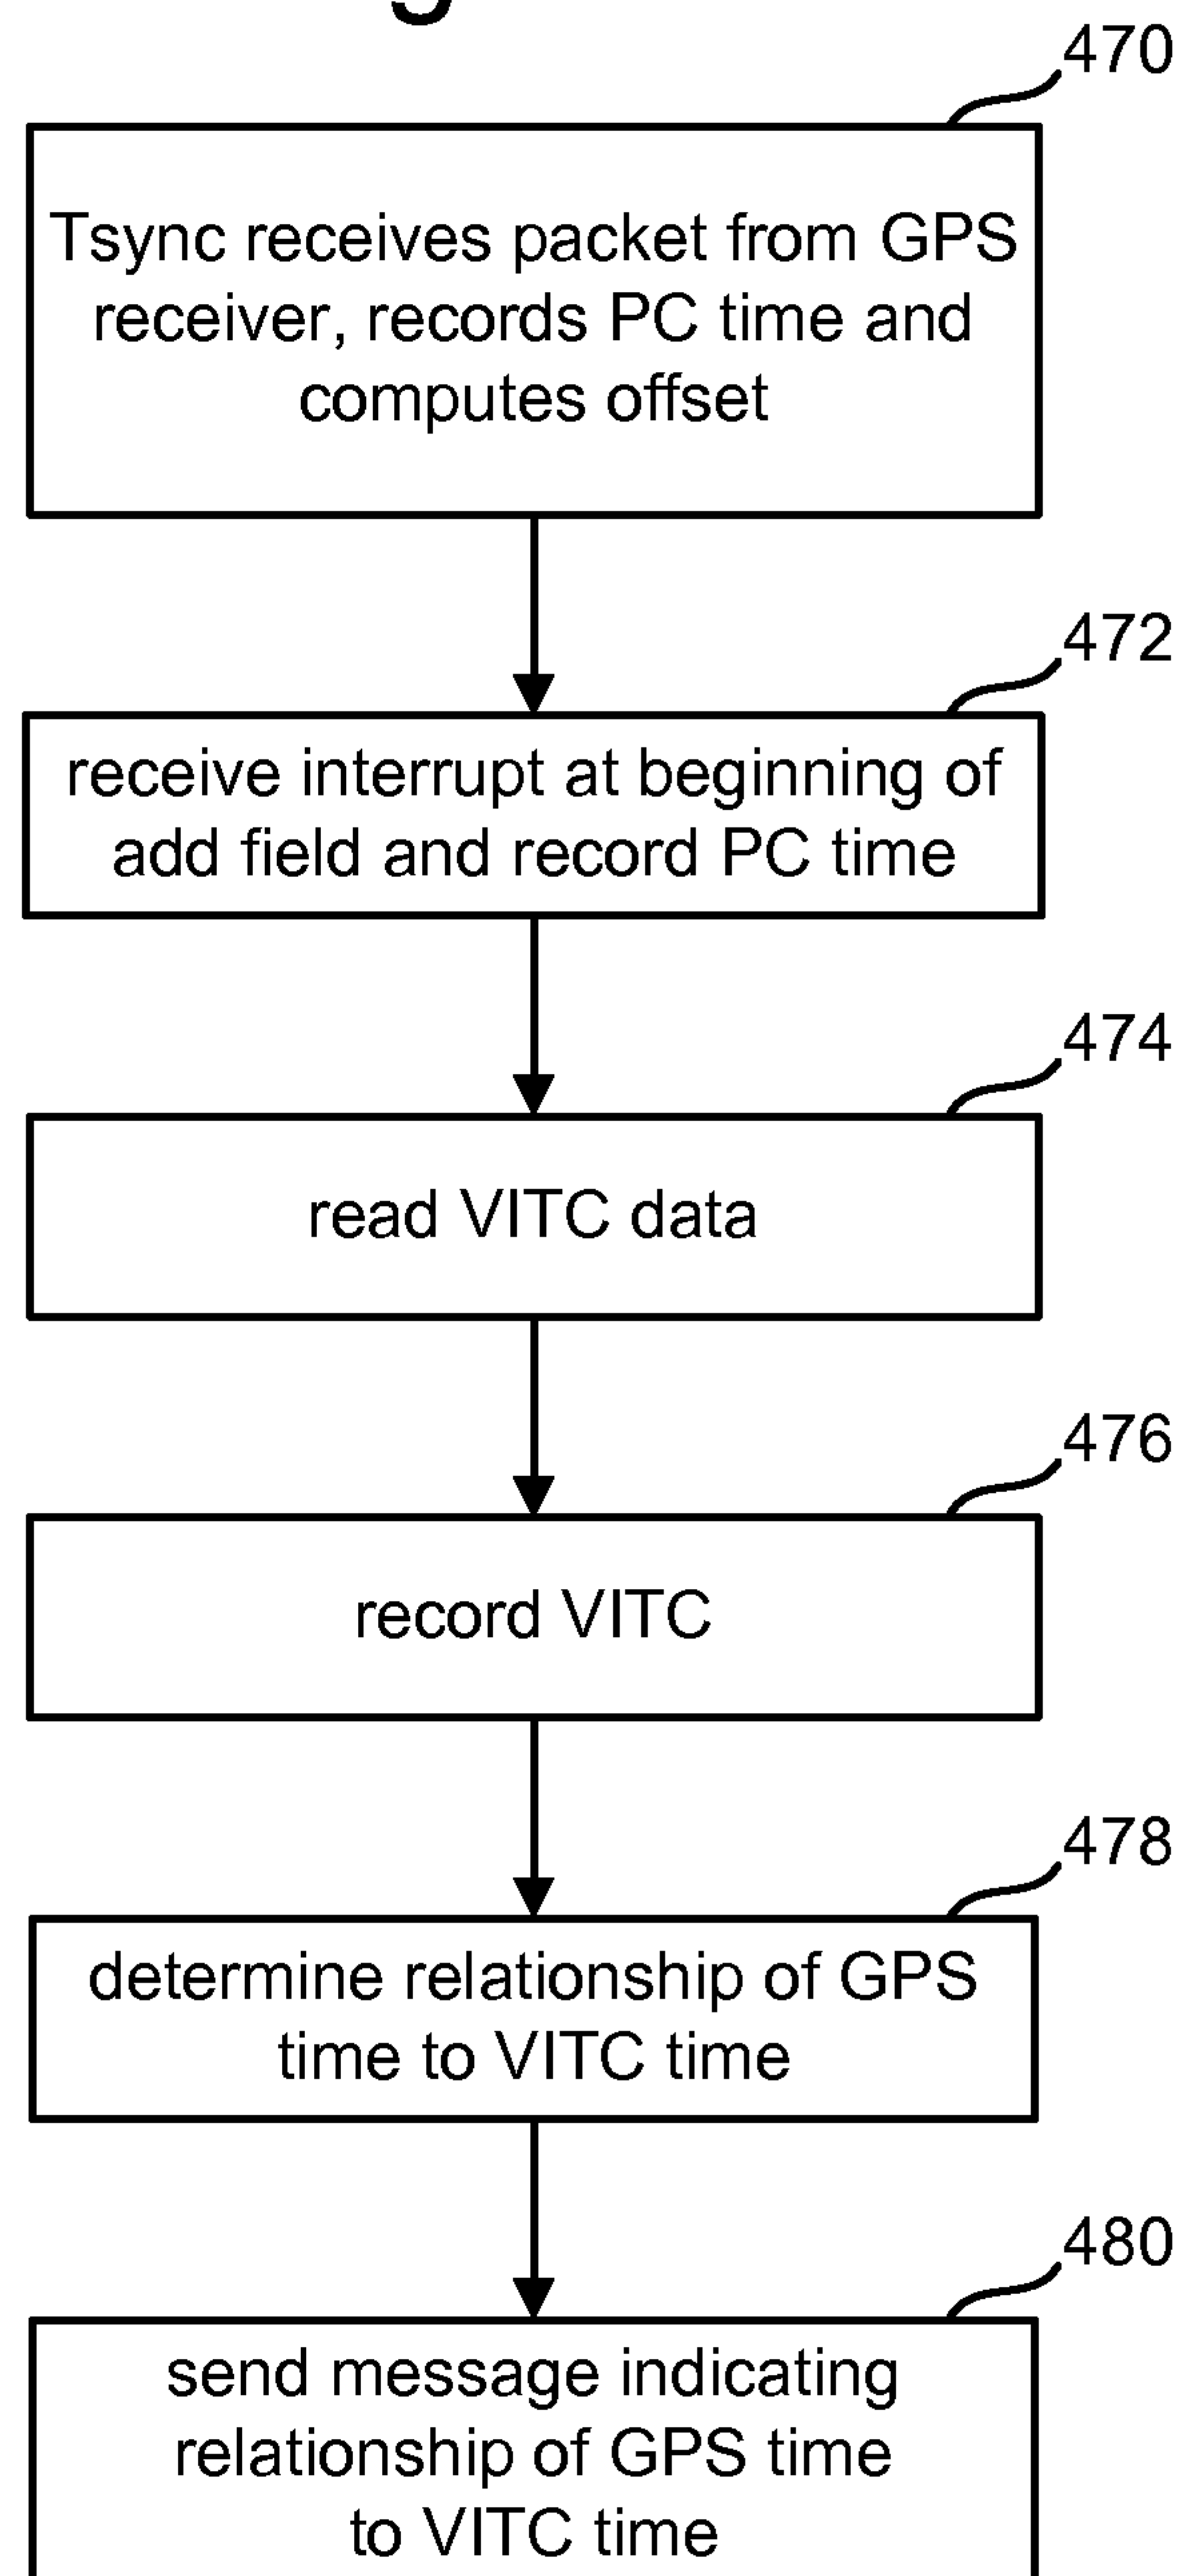 470
Tsync receives packet from GPS
receiver, records PC time and
computes offset
472
receive interrupt at beginning of
add field and record PC time
474
read VITC data
476
record VITC
478
determine relationship of GPS
time to VITC time
480
send message indicating
relationship of GPS time
to VITC time